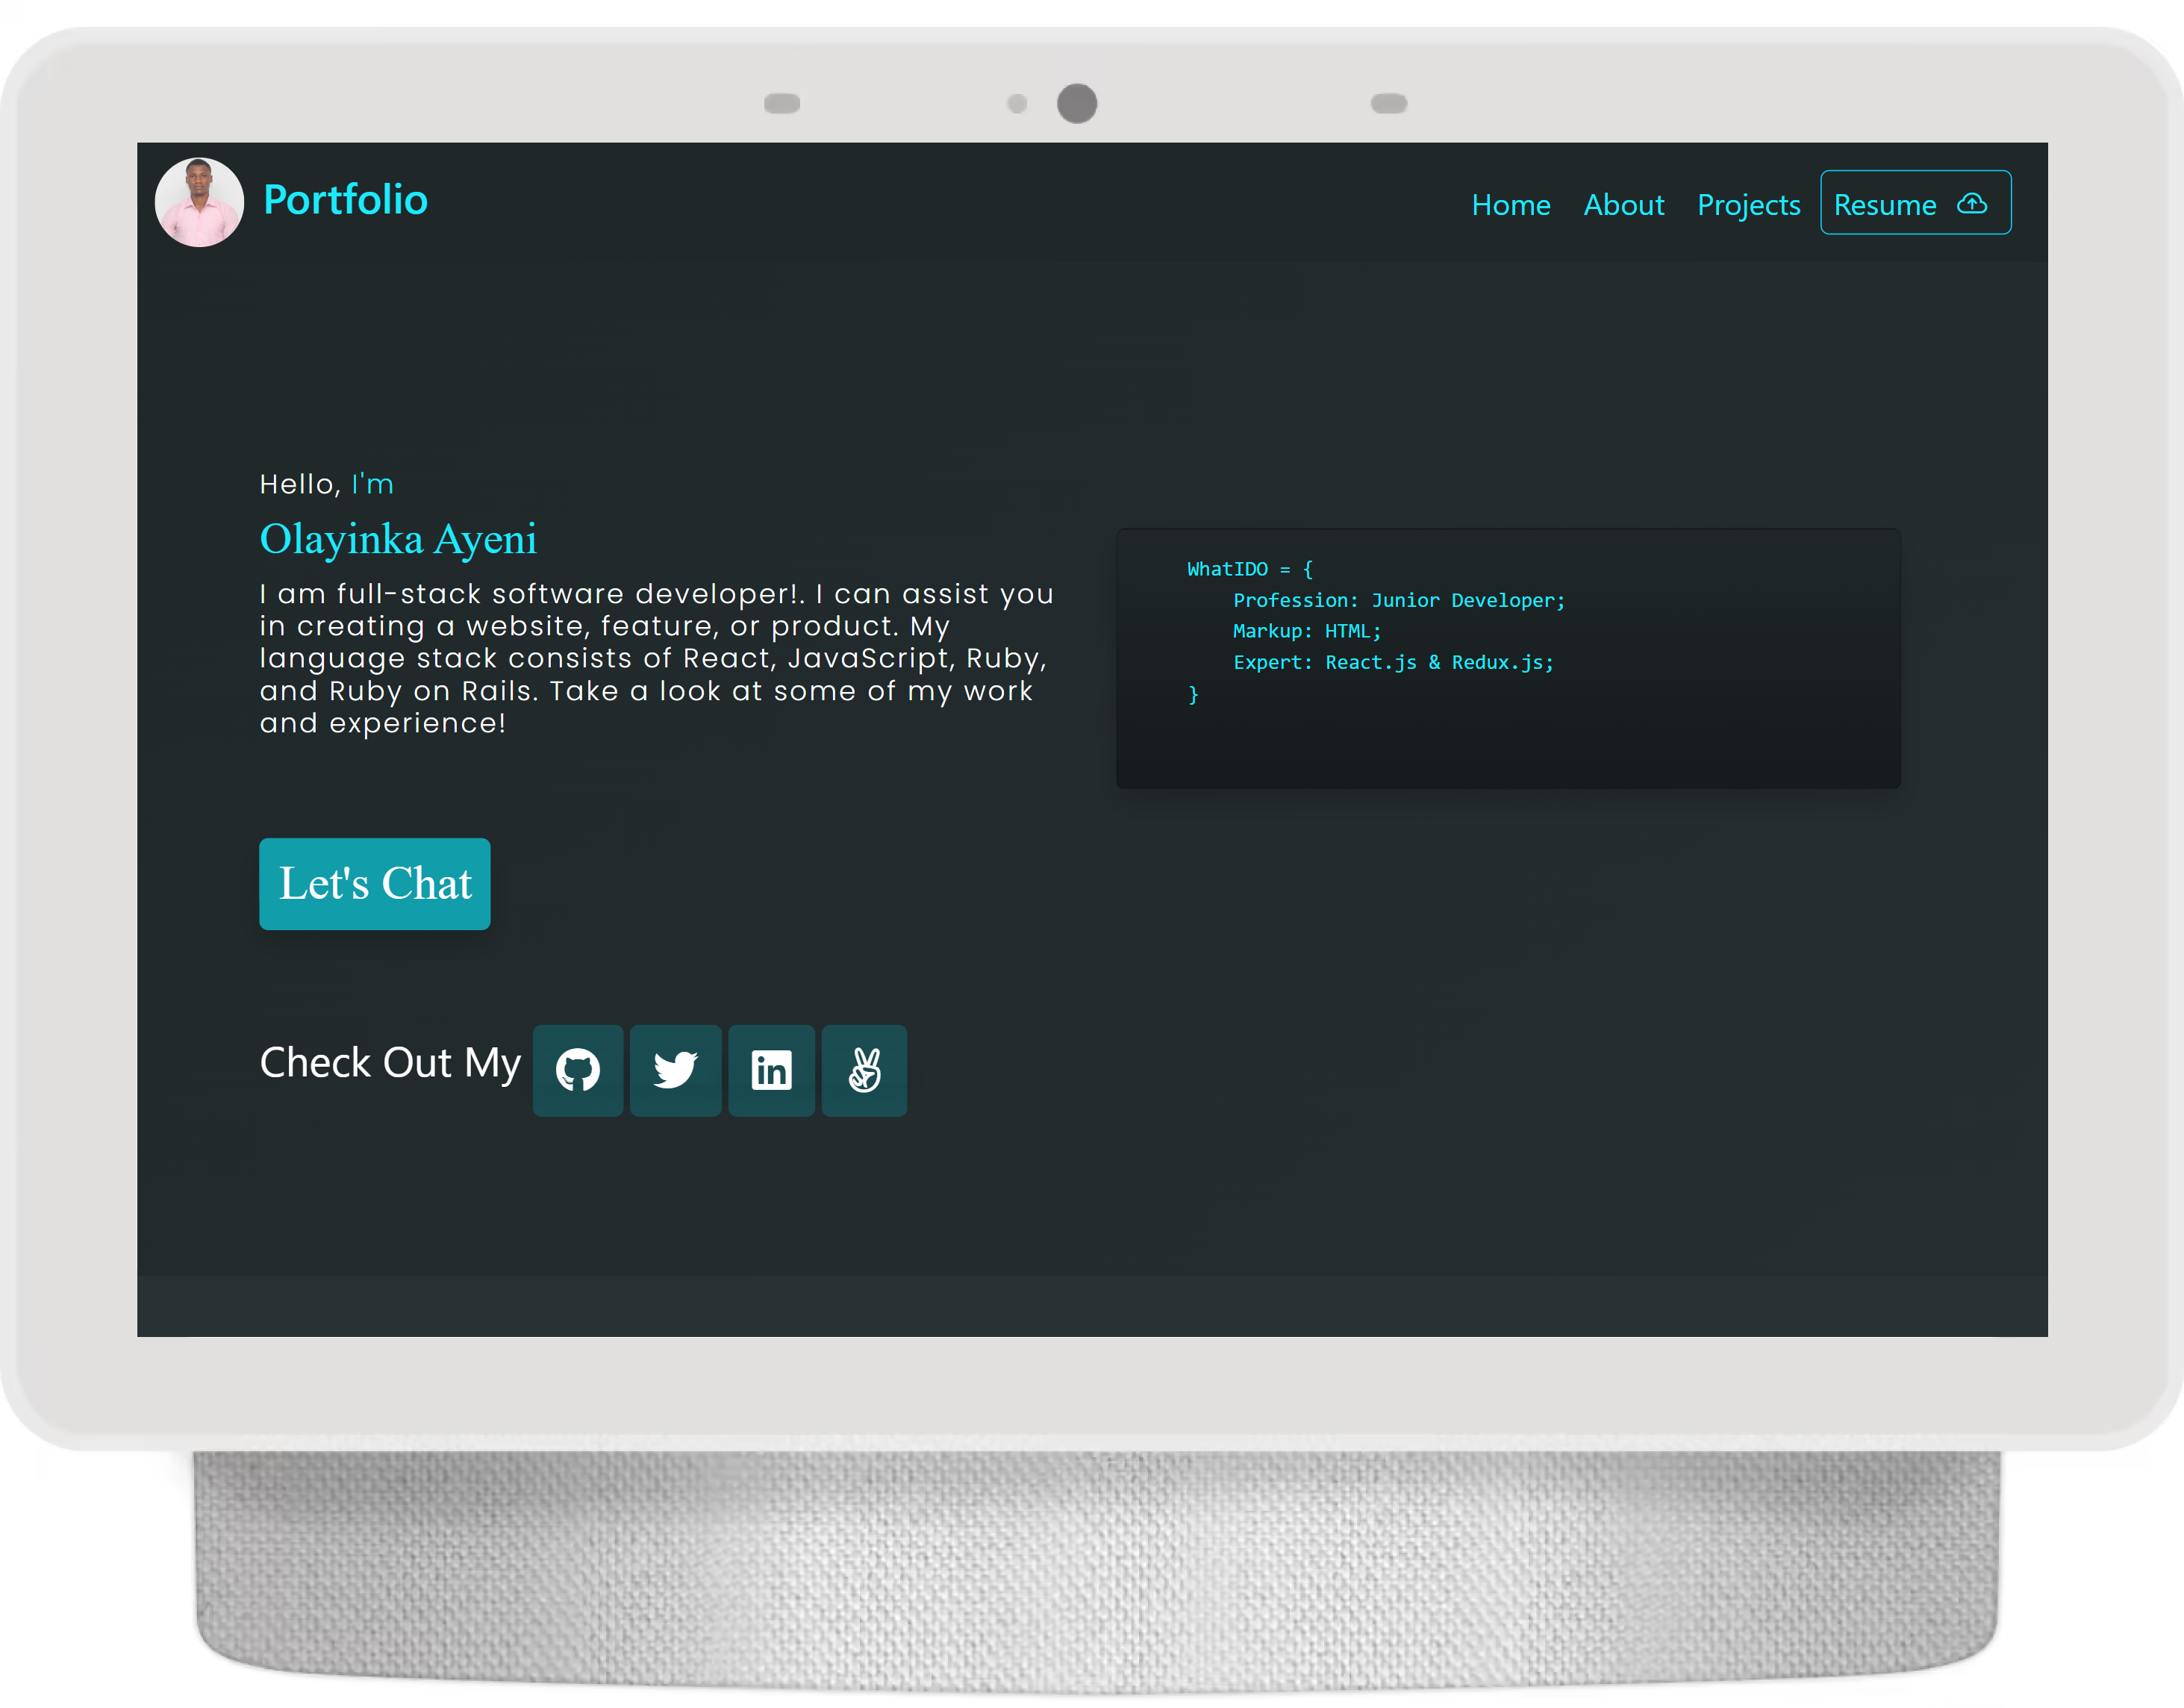 Portfolio
Home About Projects Resume
Hello, I'm
Olayinka Ayeni
I am full-stack software developer!. I can assist you
in creating a website, feature, or product. My
language stack consists of React, JavaScript, Ruby,
and Ruby on Rails. Take a look at some of my work
and experience!
Let's Chat
Check Out My
in
WhatIDO = {
Profession: Junior Developer;
Markup: HTML;
Expert: React.js & Redux.js;
}